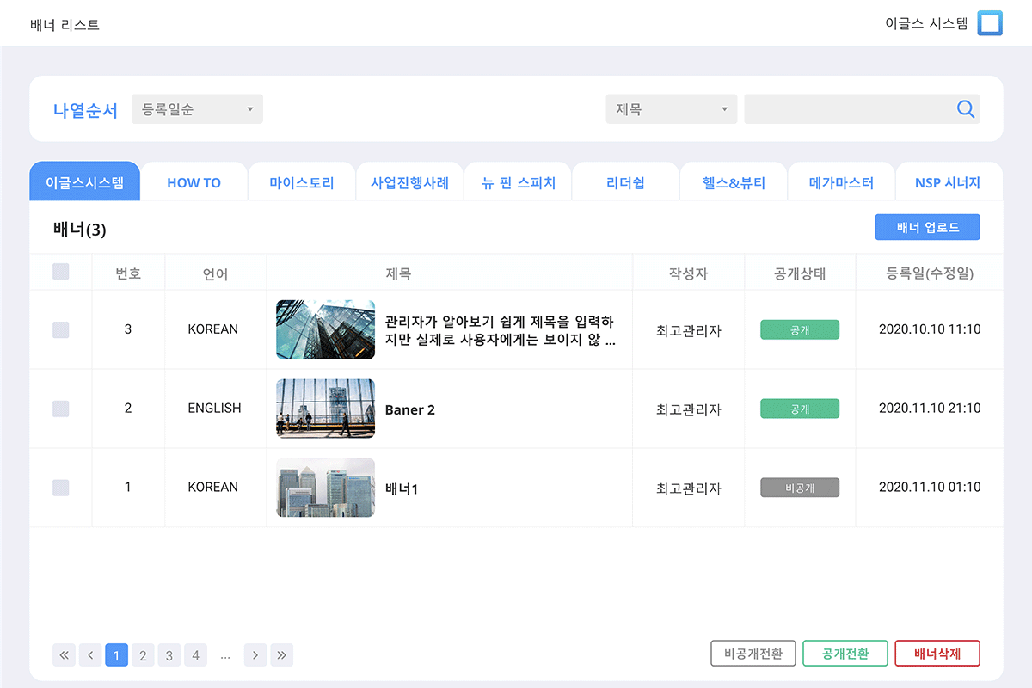 배너 리스트
이글스 시스템
나열순서 등록일순 제목
이글스시스템 HOW TO 마이스토리 사업진행사례 뉴 핀 스피치 리더쉽 헬스&뷰티 데가마스터 NSP 시너지
배너(3) 배너 업로드
번호 언어 제목 작성자 공개상태 등록일(수정일)
3 KOREAN 관리자가 알아보기 쉽게 제목을 입력하
지만 실제로 사용자에게는 보이지 않 ... 최고관리자 공개 2020.10.10 11:10
2 ENGLISH Baner 2 최고관리자 공개 2020.11.10 21:10
1 KOREAN 배너1 최고관리자 비공개 2020.11.10 01:10
« < 1 2 3 4 ... > » 비공개전환 공개전환 배너삭제